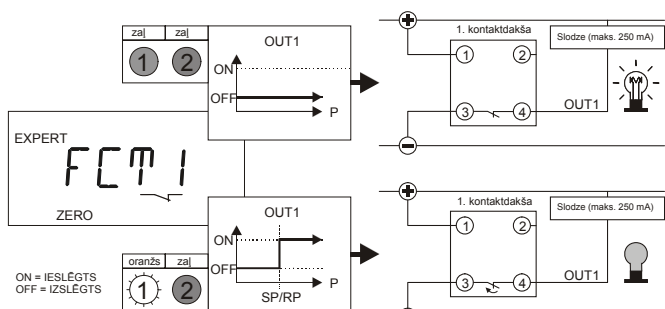 zaļ zaļ
1 2
OUT1
ON
OFF
P
+
1. kontaktdakša
1 2
3 4
OUT1
Slodze (maks. 250 mA)
−
EXPERT
FCT1
ZERO
oranžs zaļ
1 2
OUT1
ON
OFF
P
SP/RP
+
1. kontaktdakša
1 2
3 4
OUT1
Slodze (maks. 250 mA)
ON = IESLĒGTS
OFF = IZSLĒGTS